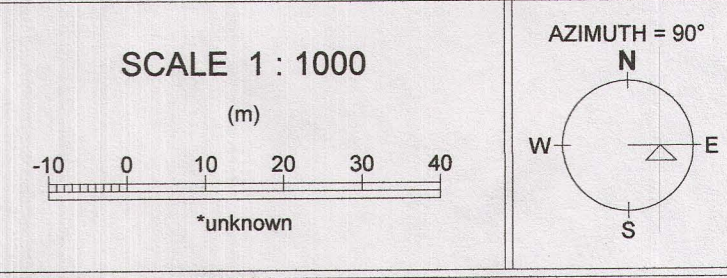 SCALE 1 : 1000
(m)
-10 0 10 20 30 40
*unknown
AZIMUTH = 90°
N
W E
S